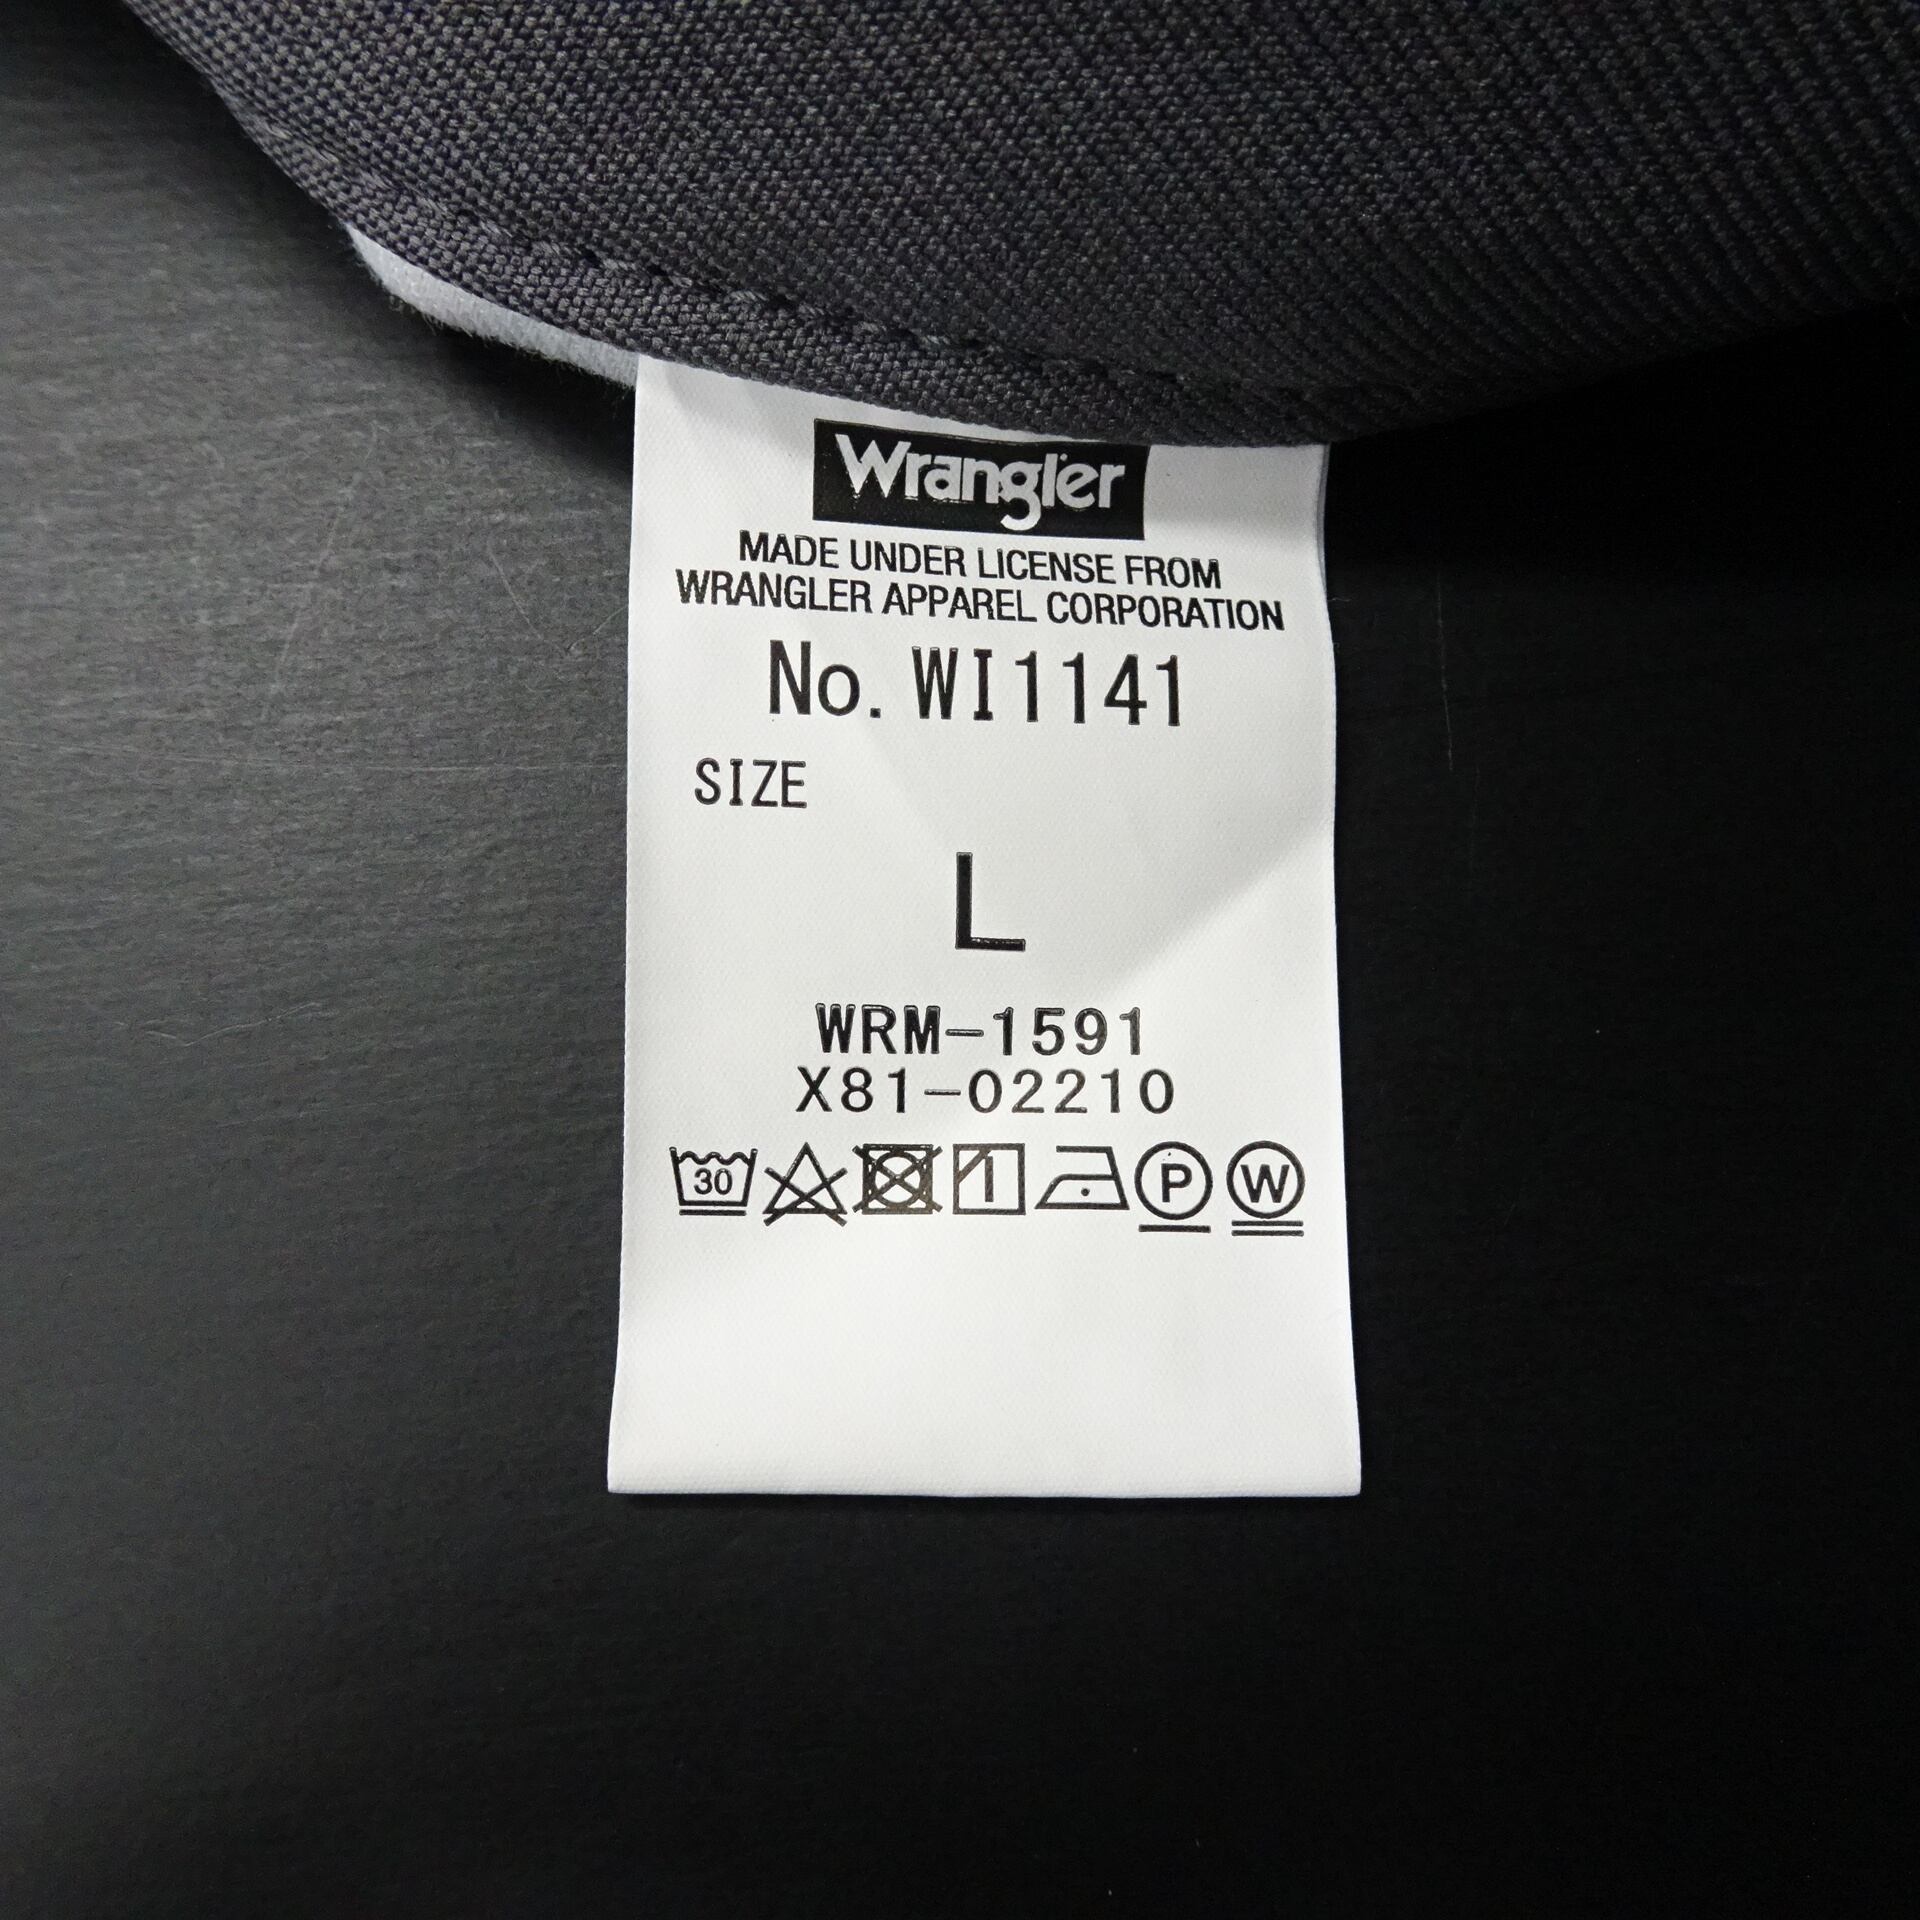 Wrangler
MADE UNDER LICENSE FROM
WRANGLER APPAREL CORPORATION
No. WI1141
SIZE
L
WRM-1591
X81-02210
30 P W